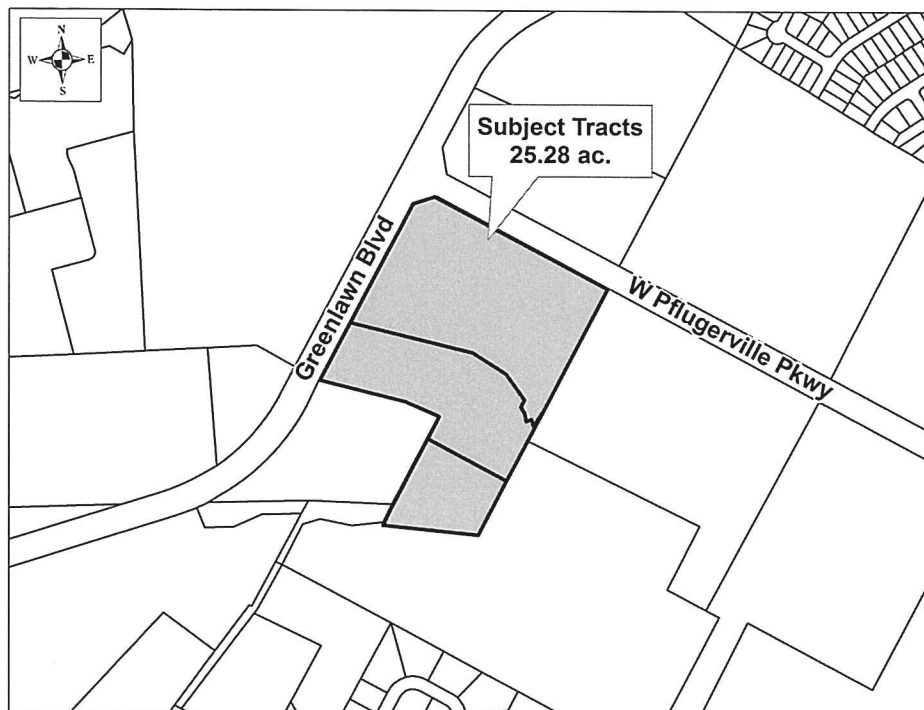 N
W E
S
Subject Tracts
25.28 ac.
Greenlawn Blvd
W Pflugerville Pkwy